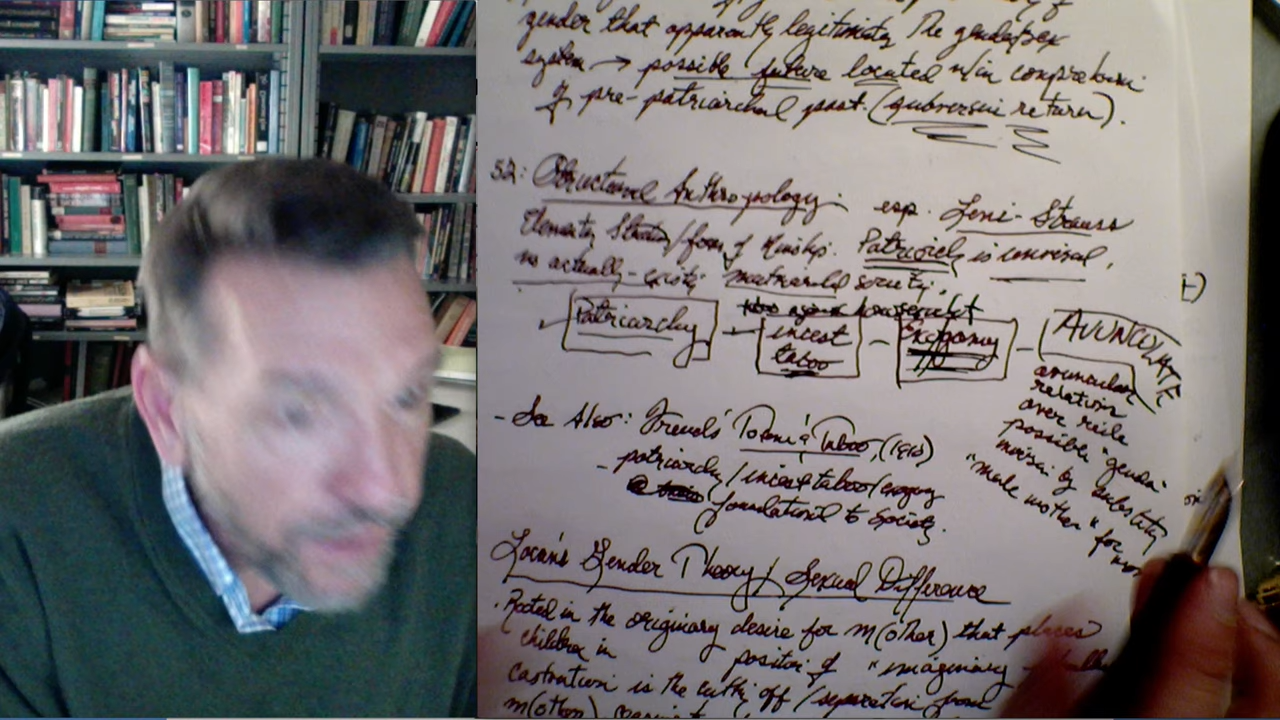 gender that apparently legitimates The gender/sex
system → possible future located w/in comprehension
of pre-patriarchal past. (subversive return).
52: Structural Anthropology: esp. Levi-Strauss
Elementary Structures/forms of Kinship. Patriarchy is universal,
no actually-existing matriarchal society.
Patriarchy – incest – Exogamy – AVUNCULATE
taboo
avuncular
relation
over ride
possible "gender"
by substituting
"male mother" for
- See Also: Freud's Totem & Taboo, (1913)
- patriarchy/incest taboo/exogamy
foundational to society.
Lacan's Gender Theory/Sexual Difference
· Rooted in the originary desire for m(other) that places
children in position of "imaginary
castration is the cutting off/separation from
m(other)